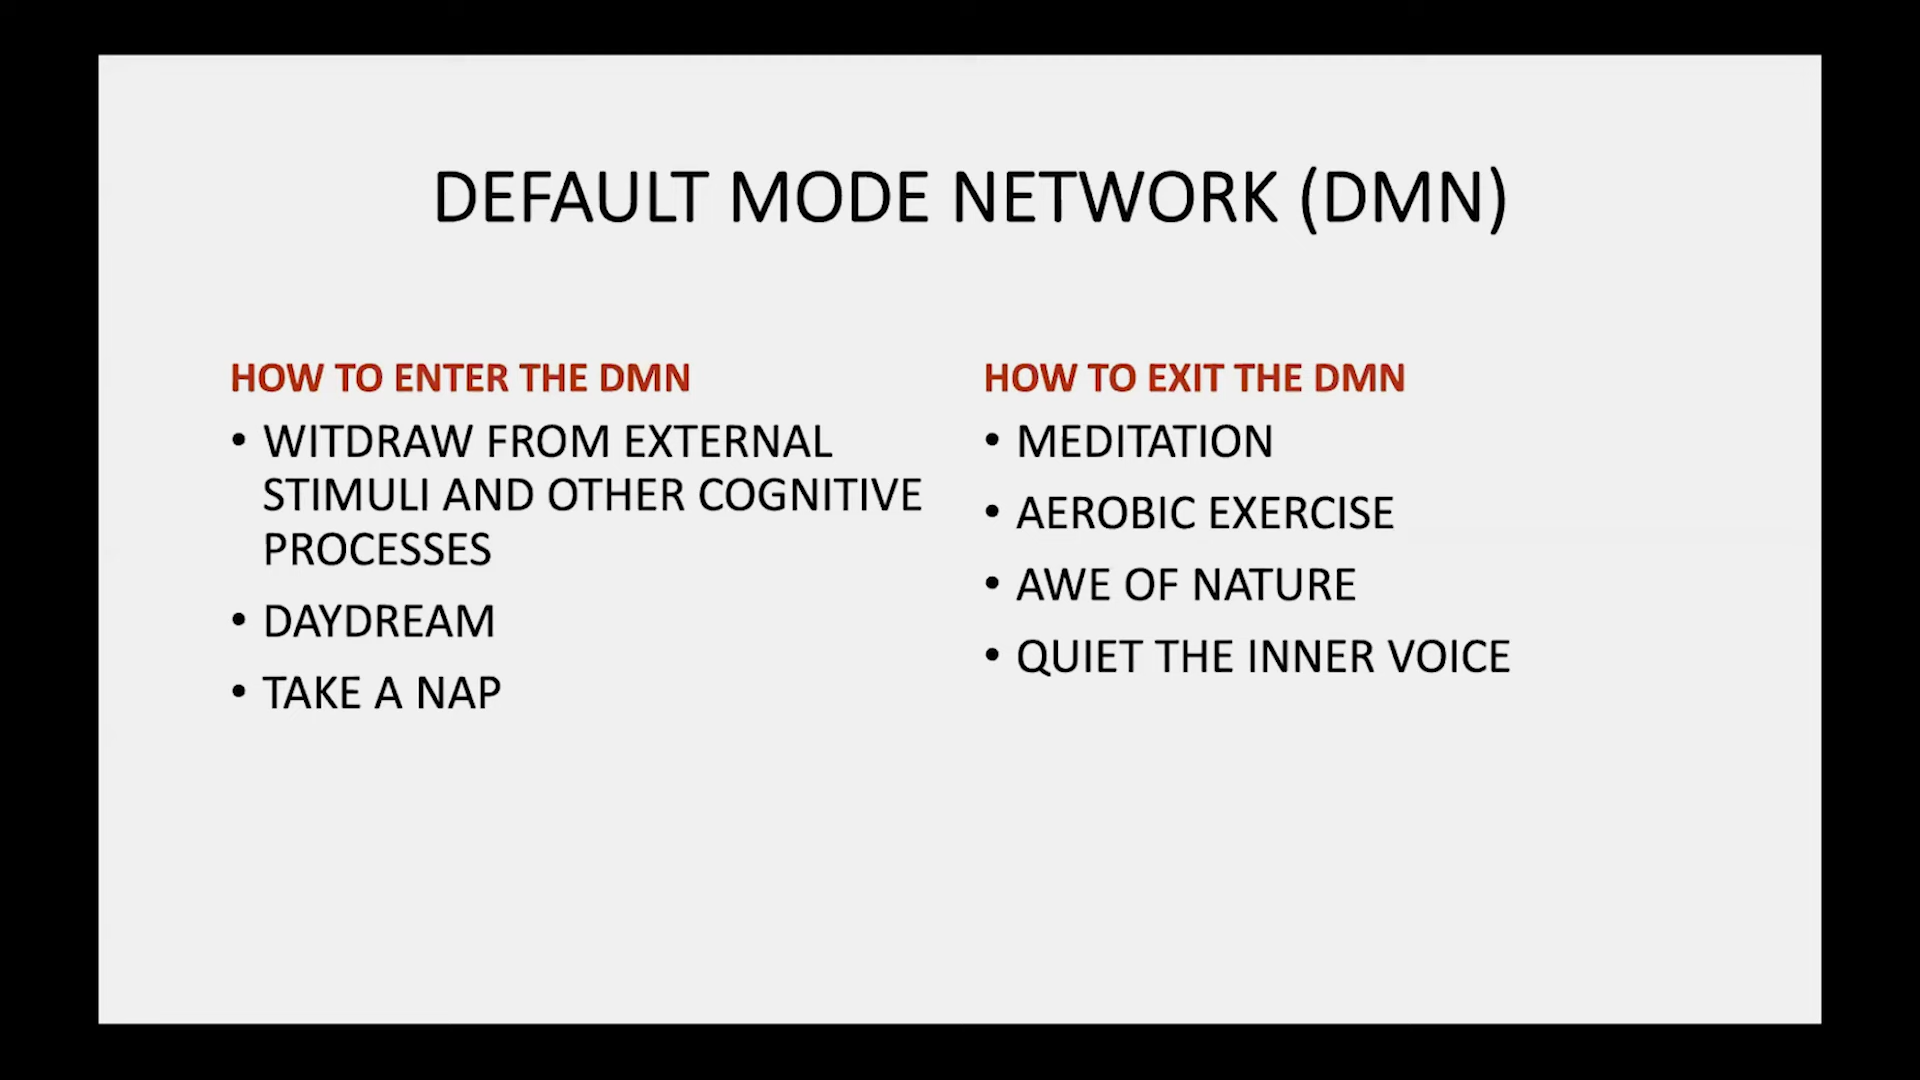 DEFAULT MODE NETWORK (DMN)
HOW TO ENTER THE DMN
• WITDRAW FROM EXTERNAL
STIMULI AND OTHER COGNITIVE
PROCESSES
• DAYDREAM
• TAKE A NAP
HOW TO EXIT THE DMN
• MEDITATION
• AEROBIC EXERCISE
• AWE OF NATURE
• QUIET THE INNER VOICE